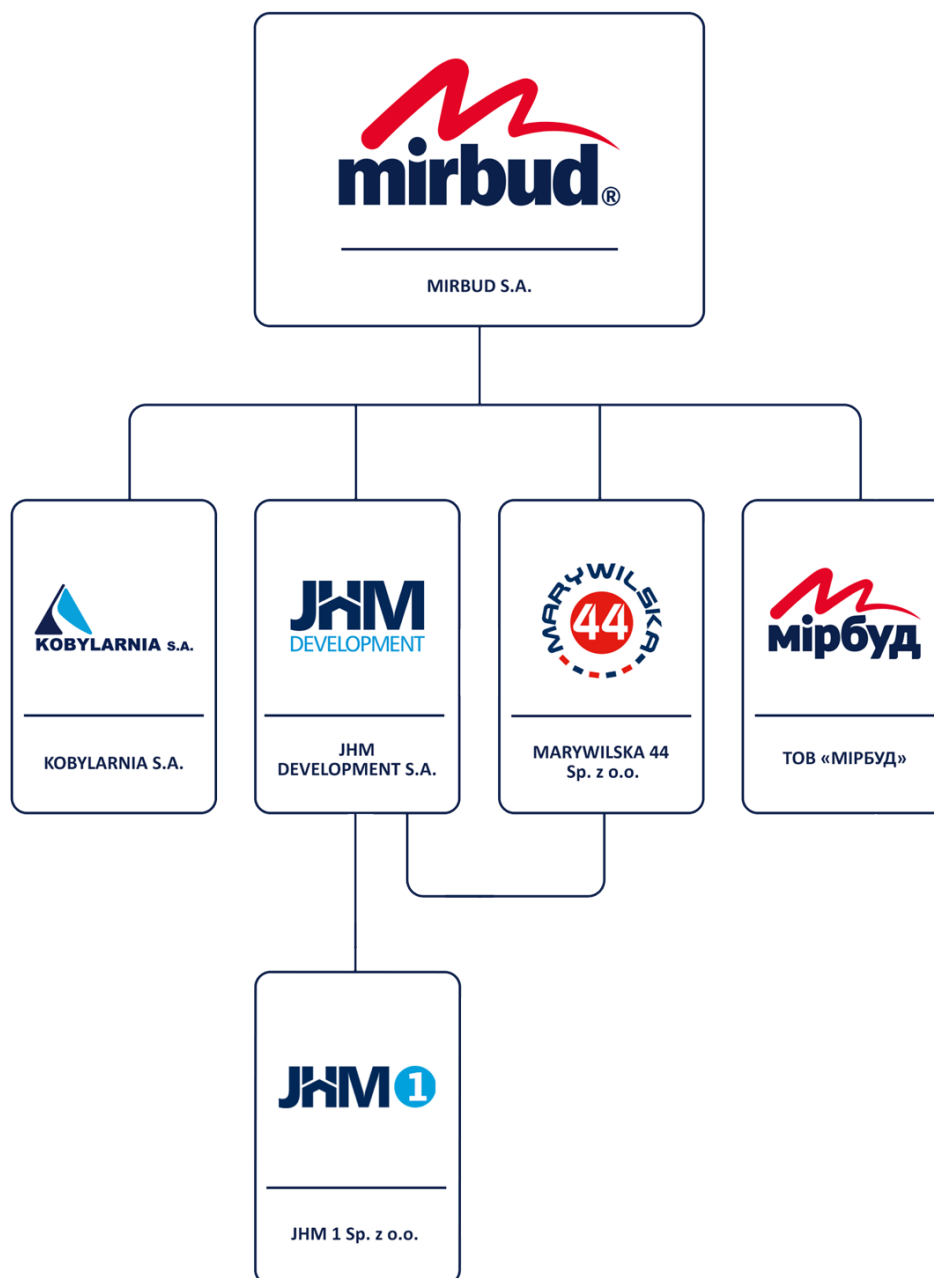 mirbud®
MIRBUD S.A.
KOBYLARNIA S.A.
KOBYLARNIA S.A.
JHM
DEVELOPMENT
JHM
DEVELOPMENT S.A.
MARYWILSKA
44
MARYWILSKA 44
Sp. z o.o.
мірбуд
ТОВ «МІРБУД»
JHM 1
JHM 1 Sp. z o.o.